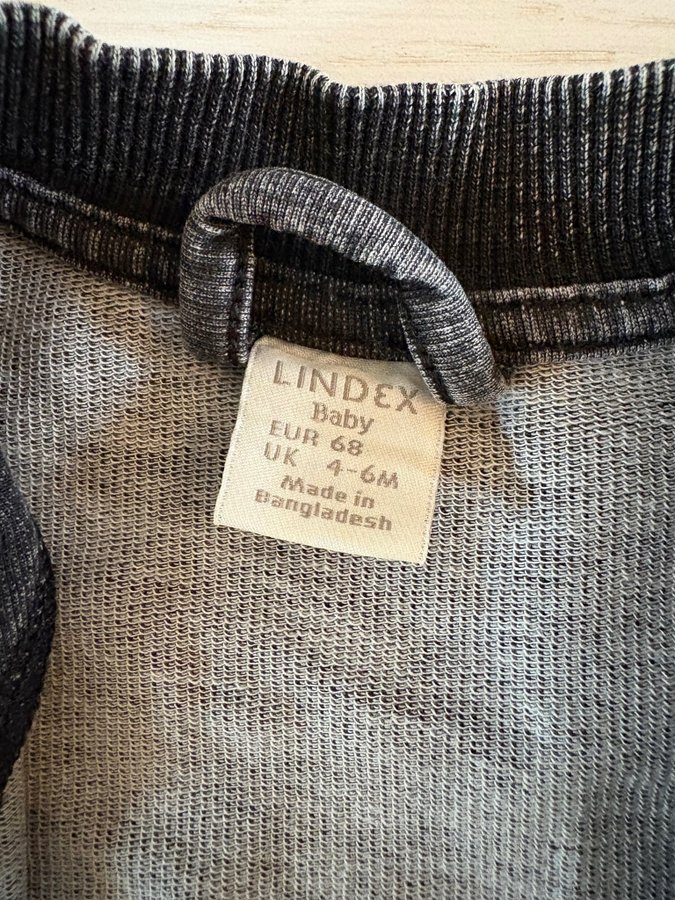 LINDEX
Baby
EUR 68
UK 4-6M
Made in
Bangladesh